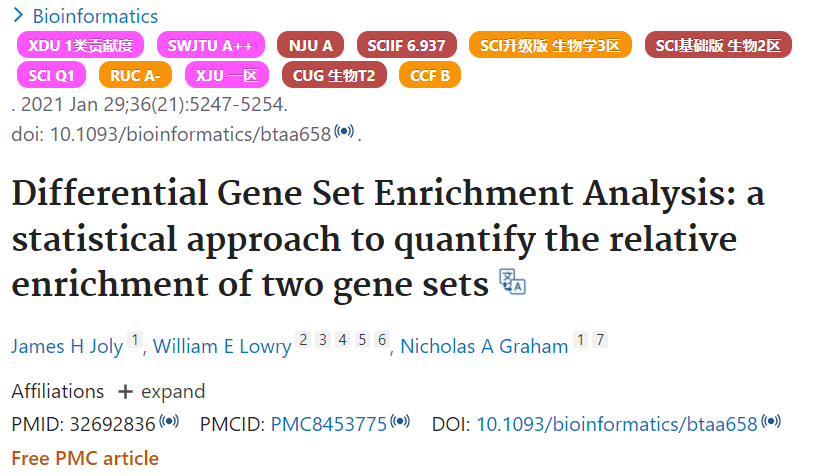 Bioinformatics
XDU 1类贡献度 SWJTU A++ NJU A SCIIF 6.937 SCI升级版 生物学3区 SCI基础版 生物2区
SCI Q1 RUC A- XJU 一区 CUG 生物T2 CCF B
. 2021 Jan 29;36(21):5247-5254.
doi: 10.1093/bioinformatics/btaa658 .
Differential Gene Set Enrichment Analysis: a
statistical approach to quantify the relative
enrichment of two gene sets
James H Joly 1, William E Lowry 2 3 4 5 6, Nicholas A Graham 1 7
Affiliations + expand
PMID: 32692836 PMCID: PMC8453775 DOI: 10.1093/bioinformatics/btaa658
Free PMC article